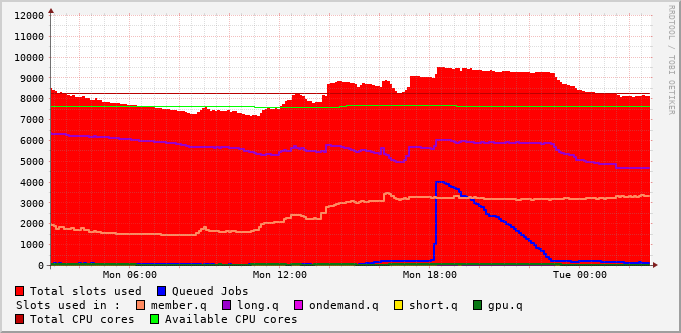 12000
11000
10000
9000
8000
7000
6000
5000
4000
3000
2000
1000
0
Mon 06:00 Mon 12:00 Mon 18:00 Tue 00:00
Total slots used Queued Jobs
Slots used in : member.q long.q ondemand.q short.q gpu.q
Total CPU cores Available CPU cores
RRDTOOL / TOBI OETIKER